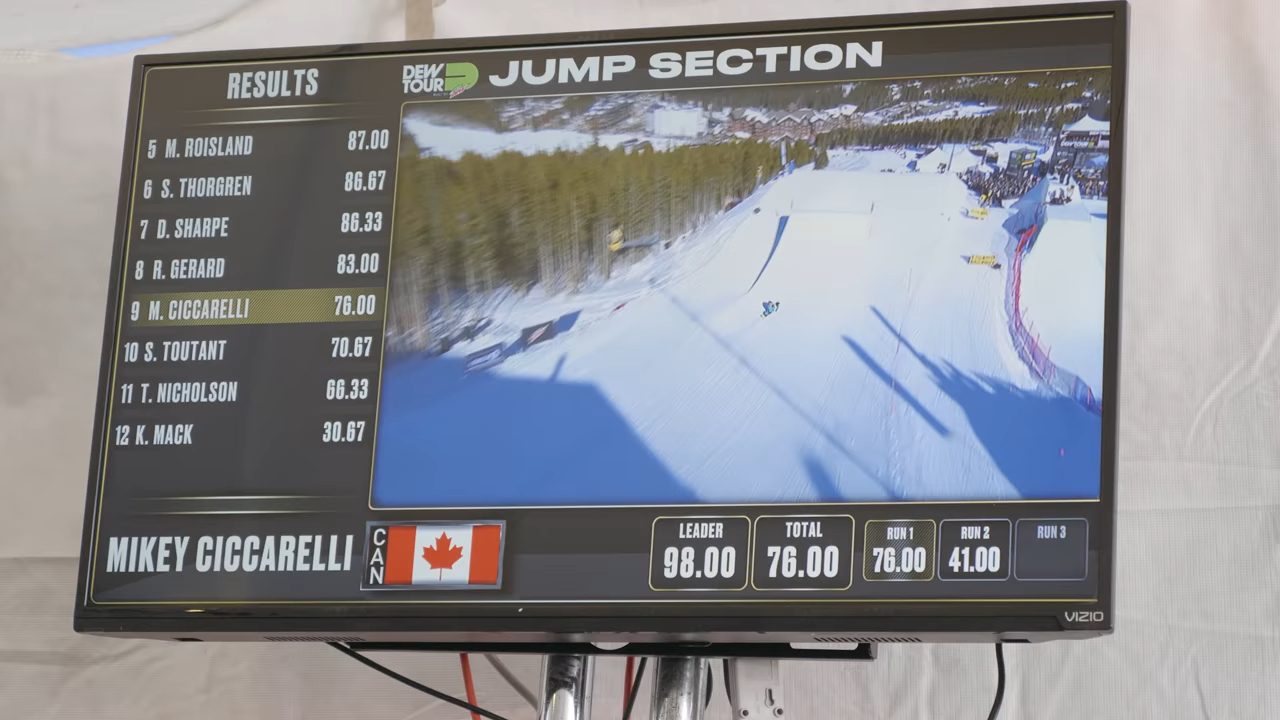 RESULTS
DEW TOUR
JUMP SECTION
5 M. ROISLAND 87.00
6 S. THORGREN 86.67
7 D. SHARPE 86.33
8 R. GERARD 83.00
9 M. CICCARELLI 76.00
10 S. TOUTANT 70.67
11 T. NICHOLSON 66.33
12 K. MACK 30.67
MIKEY CICCARELLI
CAN
LEADER
98.00
TOTAL
76.00
RUN 1
76.00
RUN 2
41.00
RUN 3
VIZIO